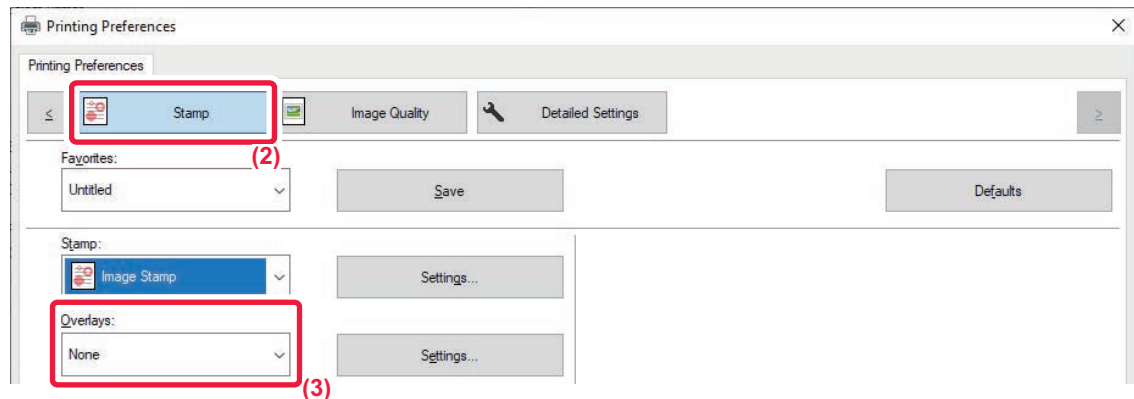 Printing Preferences
Printing Preferences
≤ Stamp Image Quality Detailed Settings ≥
(2)
Favorites:
Untitled Save Defaults
Stamp:
Image Stamp Settings...
Overlays:
None Settings...
(3)